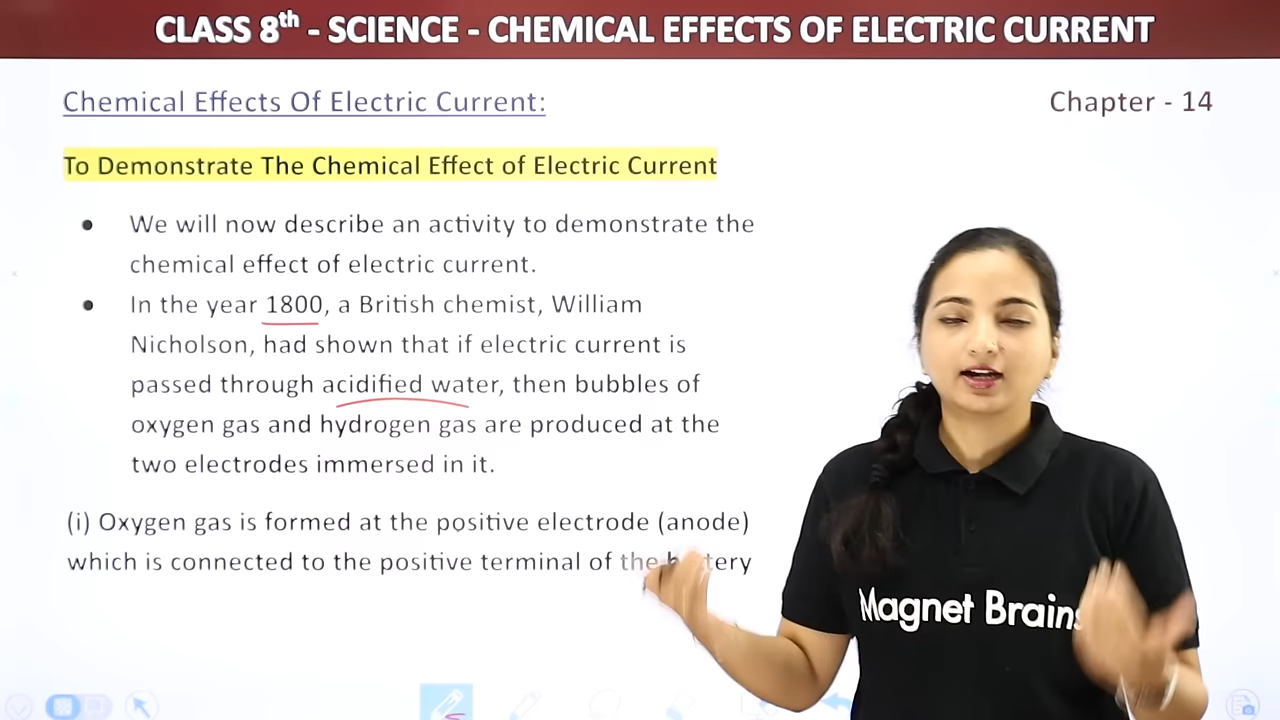 CLASS 8th - SCIENCE - CHEMICAL EFFECTS OF ELECTRIC CURRENT
Chemical Effects Of Electric Current:
Chapter - 14
To Demonstrate The Chemical Effect of Electric Current
• We will now describe an activity to demonstrate the
chemical effect of electric current.
• In the year 1800, a British chemist, William
Nicholson, had shown that if electric current is
passed through acidified water, then bubbles of
oxygen gas and hydrogen gas are produced at the
two electrodes immersed in it.
(i) Oxygen gas is formed at the positive electrode (anode)
which is connected to the positive terminal of the battery
Magnet Brains